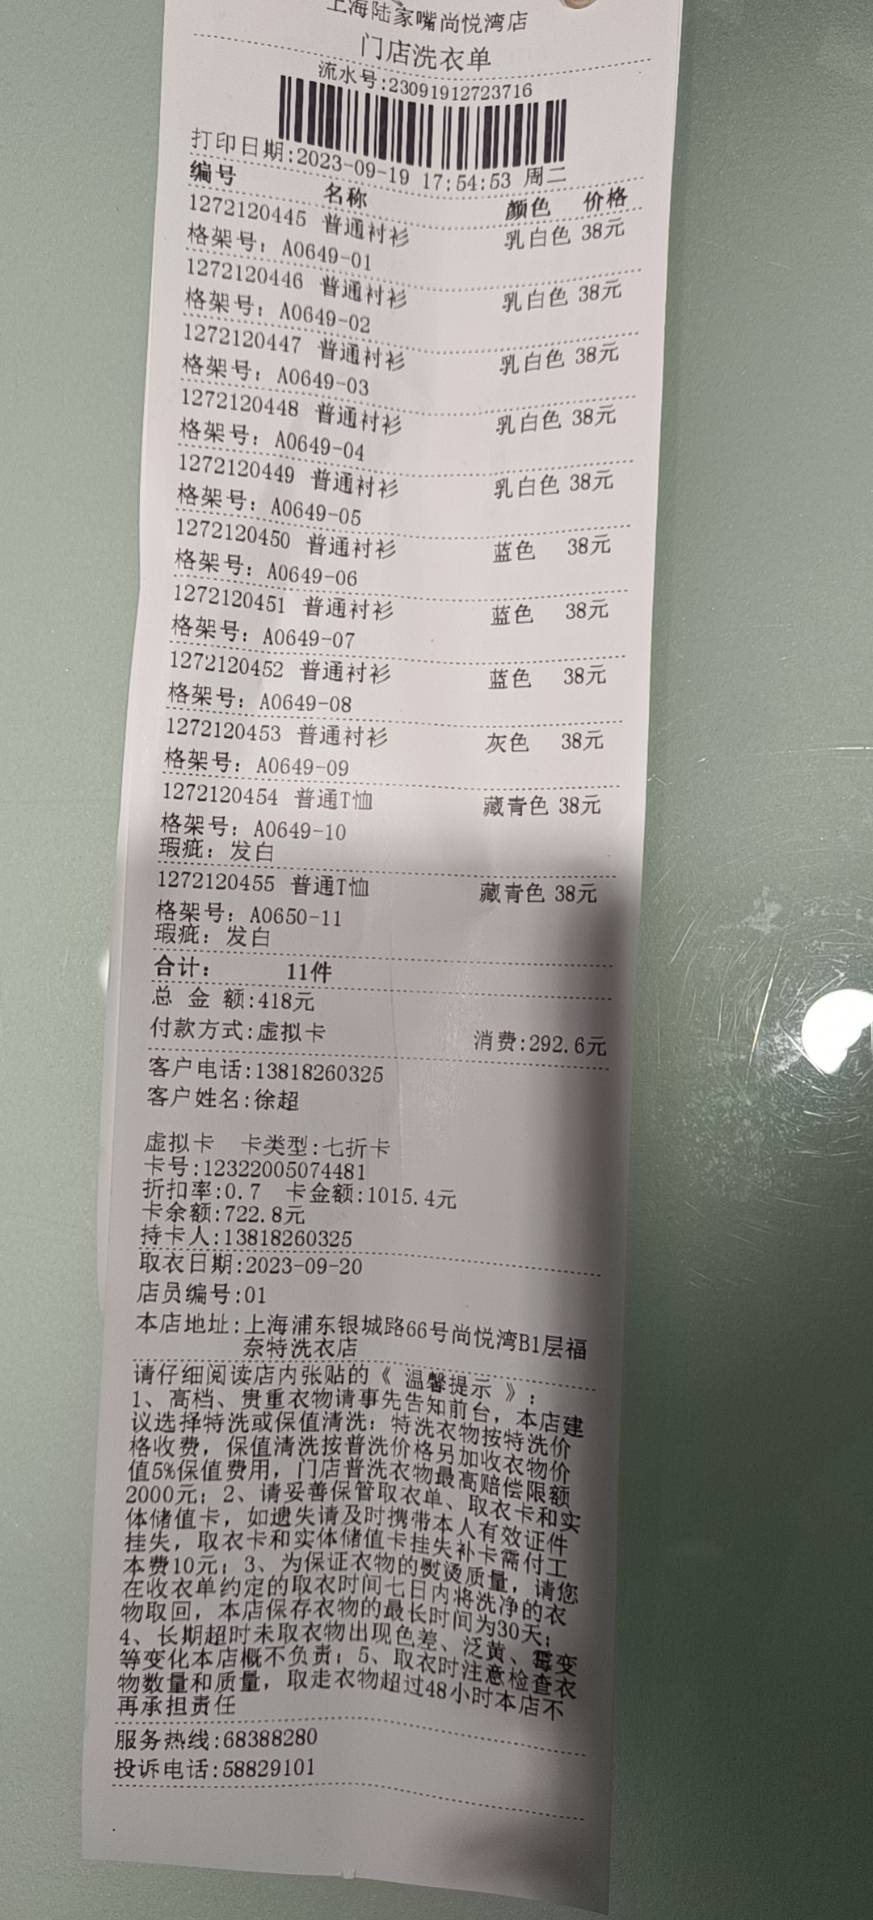 上海陆家嘴尚悦湾店
门店洗衣单
流水号:23091912723716
打印日期:2023-09-19 17:54:53 周二
编号 名称 颜色 价格
1272120445 普通衬衫 乳白色 38元
格架号: A0649-01
1272120446 普通衬衫 乳白色 38元
格架号: A0649-02
1272120447 普通衬衫 乳白色 38元
格架号: A0649-03
1272120448 普通衬衫 乳白色 38元
格架号: A0649-04
1272120449 普通衬衫 乳白色 38元
格架号: A0649-05
1272120450 普通衬衫 蓝色 38元
格架号: A0649-06
1272120451 普通衬衫 蓝色 38元
格架号: A0649-07
1272120452 普通衬衫 蓝色 38元
格架号: A0649-08
1272120453 普通衬衫 灰色 38元
格架号: A0649-09
1272120454 普通T恤 藏青色 38元
格架号: A0649-10
瑕疵: 发白
1272120455 普通T恤 藏青色 38元
格架号: A0650-11
瑕疵: 发白
合计: 11件
总 金 额:418元
付款方式:虚拟卡 消费:292.6元
客户电话:13818260325
客户姓名:徐超
虚拟卡 卡类型:七折卡
卡号:12322005074481
折扣率:0.7 卡金额:1015.4元
卡余额:722.8元
持卡人:13818260325
取衣日期:2023-09-20
店员编号:01
本店地址:上海浦东银城路66号尚悦湾B1层福
奈特洗衣店
请仔细阅读店内张贴的《 温馨提示 》:
1、高档、贵重衣物请事先告知前台，本店建
议选择特洗或保值清洗: 特洗衣物按特洗价
格收费，保值清洗按普洗价格另加收衣物价
值5%保值费用，门店普洗衣物最高赔偿限额
2000元; 2、请妥善保管取衣单、取衣卡和实
体储值卡，如遗失请及时携带本人有效证件
挂失，取衣卡和实体储值卡挂失补卡需付工
本费10元; 3、为保证衣物的熨烫质量，请您
在收衣单约定的取衣时间七日内将洗净的衣
物取回，本店保存衣物的最长时间为30天;
4、长期超时未取衣物出现色差、泛黄、霉变
等变化本店概不负责; 5、取衣时注意检查衣
物数量和质量，取走衣物超过48小时本店不
再承担责任
服务热线:68388280
投诉电话:58829101